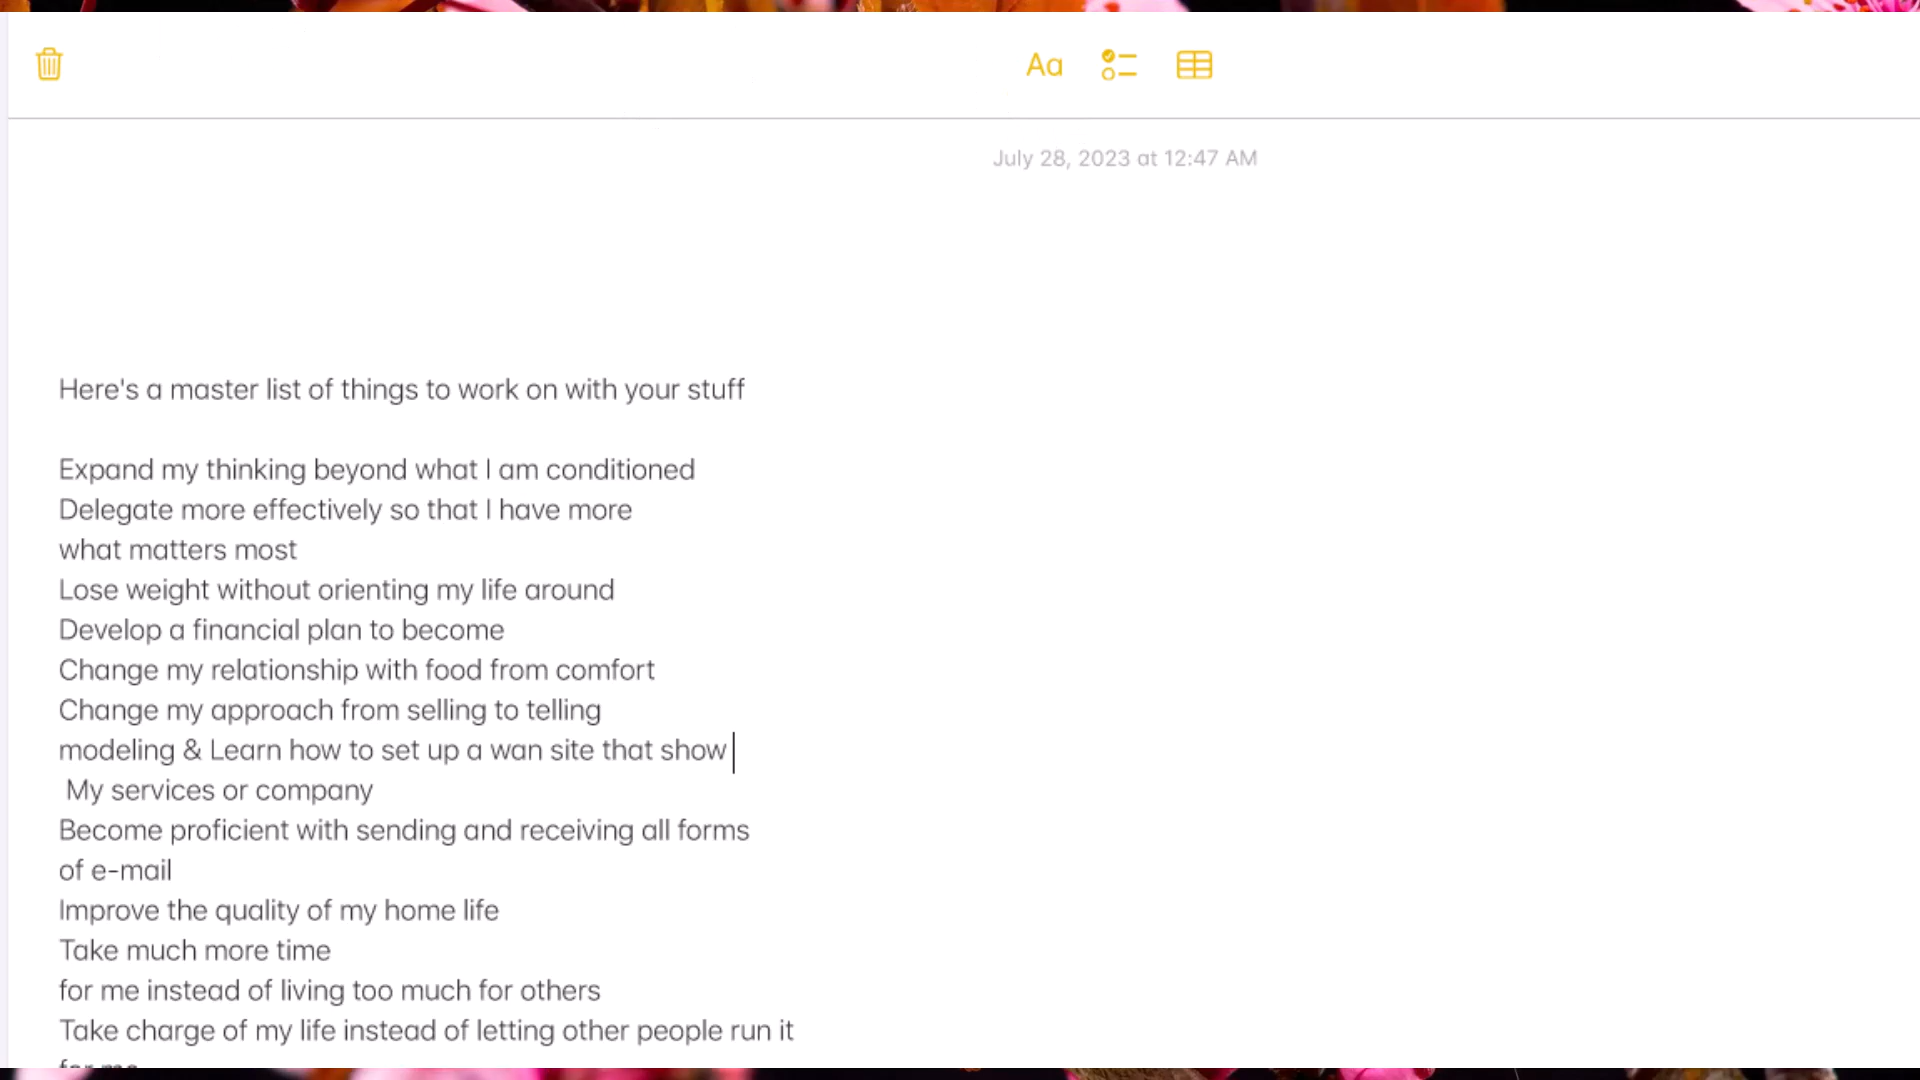 Aa
July 28, 2023 at 12:47 AM
Here's a master list of things to work on with your stuff
Expand my thinking beyond what I am conditioned
Delegate more effectively so that I have more
what matters most
Lose weight without orienting my life around
Develop a financial plan to become
Change my relationship with food from comfort
Change my approach from selling to telling
modeling & Learn how to set up a wan site that show
My services or company
Become proficient with sending and receiving all forms
of e-mail
Improve the quality of my home life
Take much more time
for me instead of living too much for others
Take charge of my life instead of letting other people run it
for me